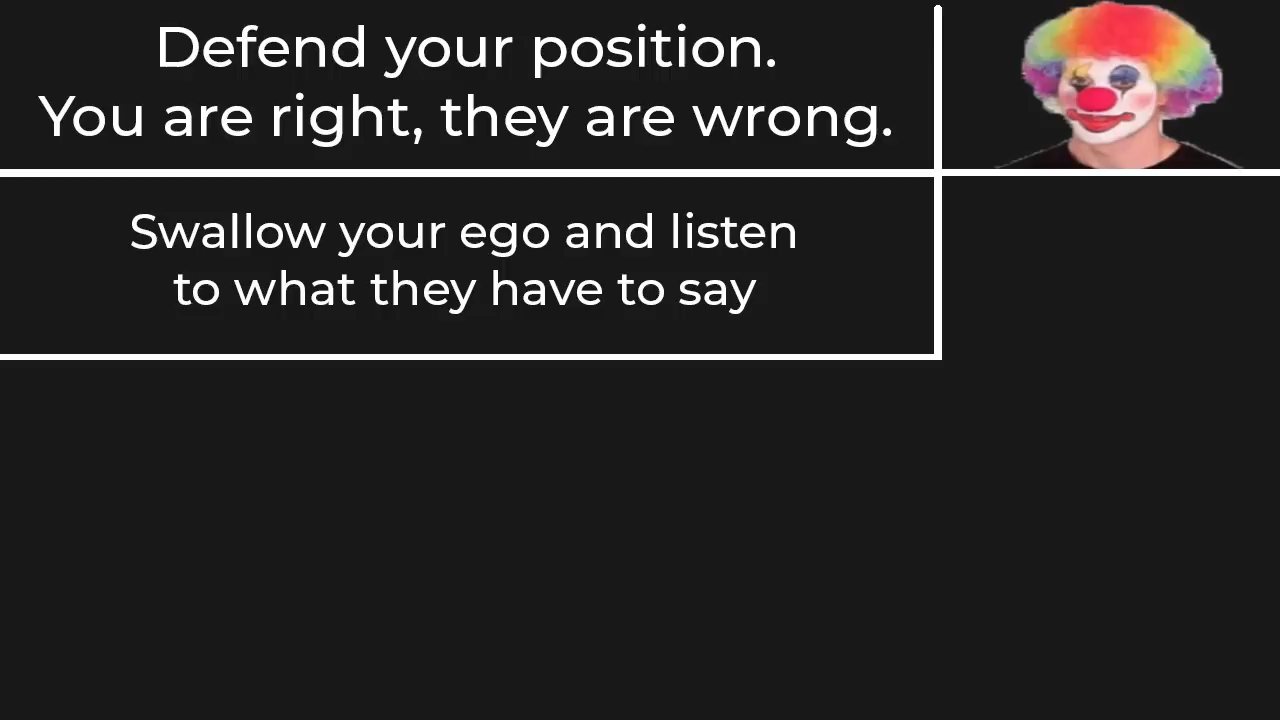 Defend your position.
You are right, they are wrong.
Swallow your ego and listen
to what they have to say